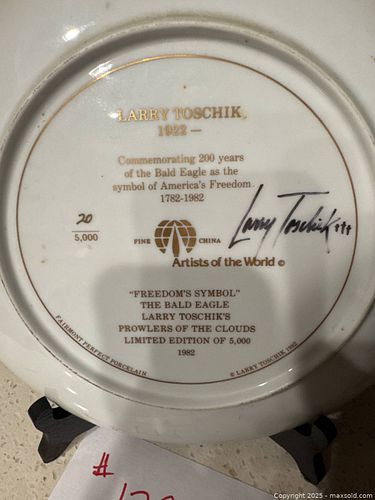 LARRY TOSCHIK,
1922 —
Commemorating 200 years
of the Bald Eagle as the
symbol of America's Freedom
1782-1982
20
5,000
FINE CHINA
Artists of the World ©
Larry Toschik †††
"FREEDOM'S SYMBOL"
THE BALD EAGLE
LARRY TOSCHIK'S
PROWLERS OF THE CLOUDS
LIMITED EDITION OF 5,000
1982
FAIRMONT PERFECT PORCELAIN
© LARRY TOSCHIK 1982
#
Copyright © 2025 - maxsold.com